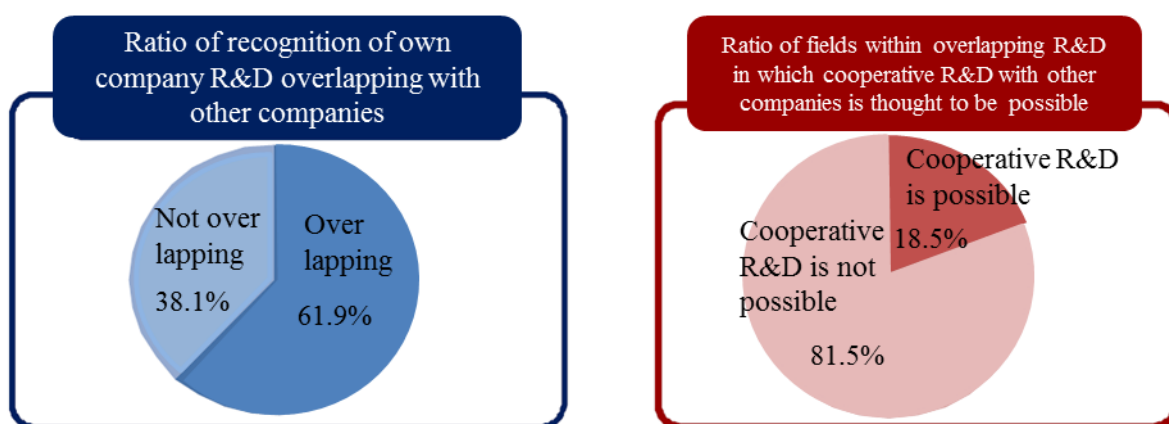 Ratio of recognition of own
company R&D overlapping with
other companies
Not over
lapping
38.1%
Over
lapping
61.9%
Ratio of fields within overlapping R&D
in which cooperative R&D with other
companies is thought to be possible
Cooperative R&D
is possible
18.5%
Cooperative
R&D is not
possible
81.5%